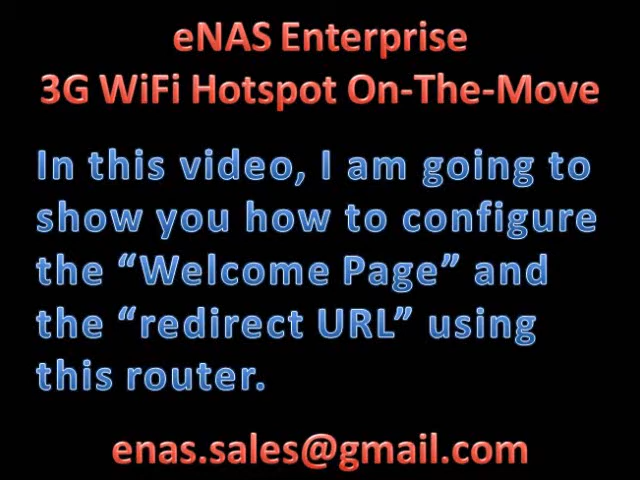 eNAS Enterprise
3G WiFi Hotspot On-The-Move
In this video, I am going to
show you how to configure
the “Welcome Page” and
the “redirect URL” using
this router.
enas.sales@gmail.com